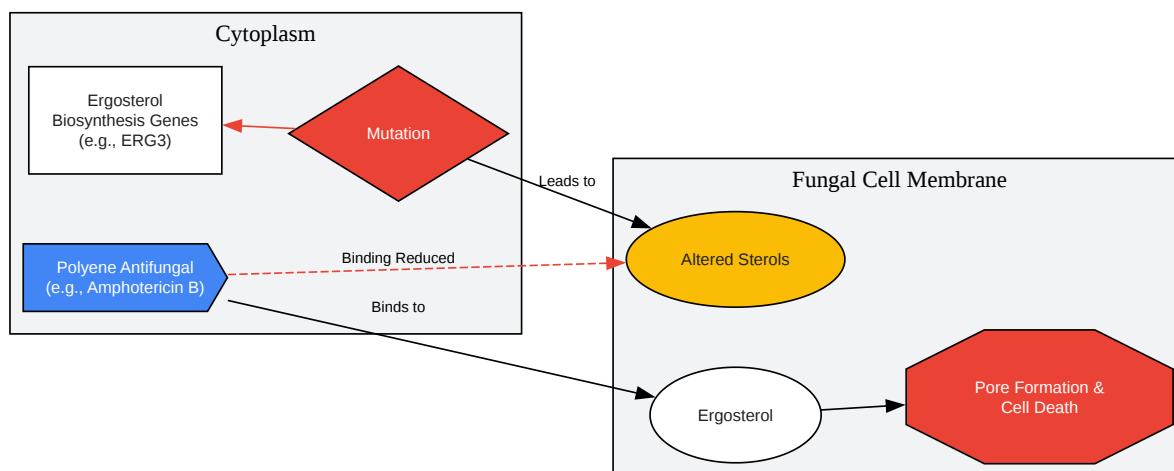 Cytoplasm
Ergosterol
Biosynthesis Genes
(e.g., ERG3)
Mutation
Leads to
Polyene Antifungal
(e.g., Amphotericin B)
Binding Reduced
Binds to
Fungal Cell Membrane
Altered Sterols
Ergosterol
Pore Formation &
Cell Death